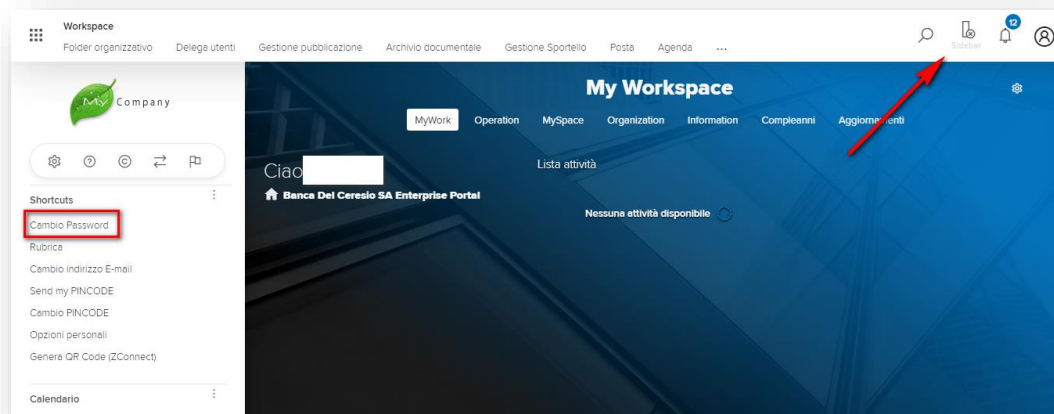 Workspace
Folder organizzativo Delega utenti Gestione pubblicazione Archivio documentale Gestione Sportello Posta Agenda ...
Sidebar
12
My Company
My Workspace
MyWork Operation MySpace Organization Information Compleanni Aggiornamenti
Ciao
Lista attività
Banca Del Ceresio SA Enterprise Portal
Nessuna attività disponibile
Shortcuts
Cambio Password
Rubrica
Cambio indirizzo E-mail
Send my PINCODE
Cambio PINCODE
Opzioni personali
Genera QR Code (ZConnect)
Calendario